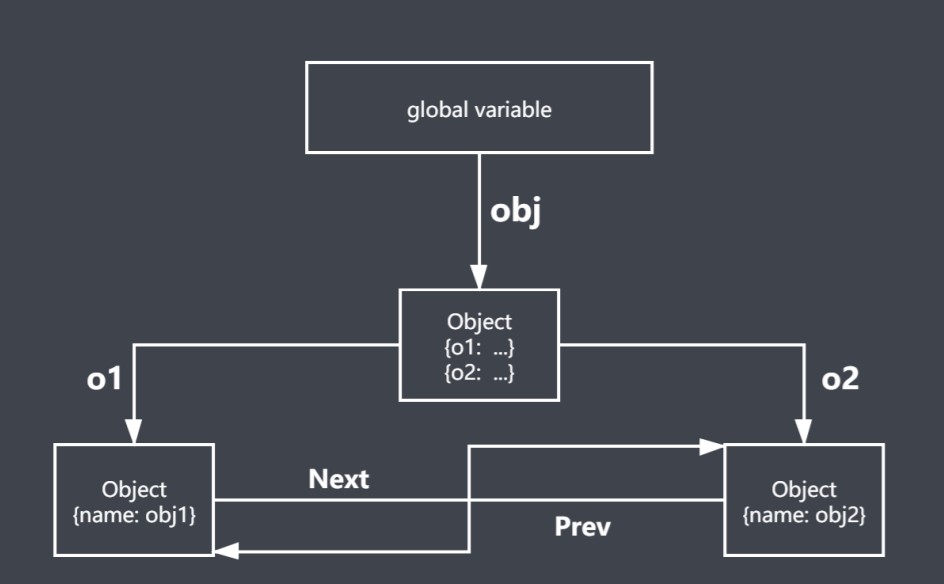 global variable
obj
Object
{o1: ...}
{o2: ...}
o1
o2
Object
{name: obj1}
Next
Prev
Object
{name: obj2}